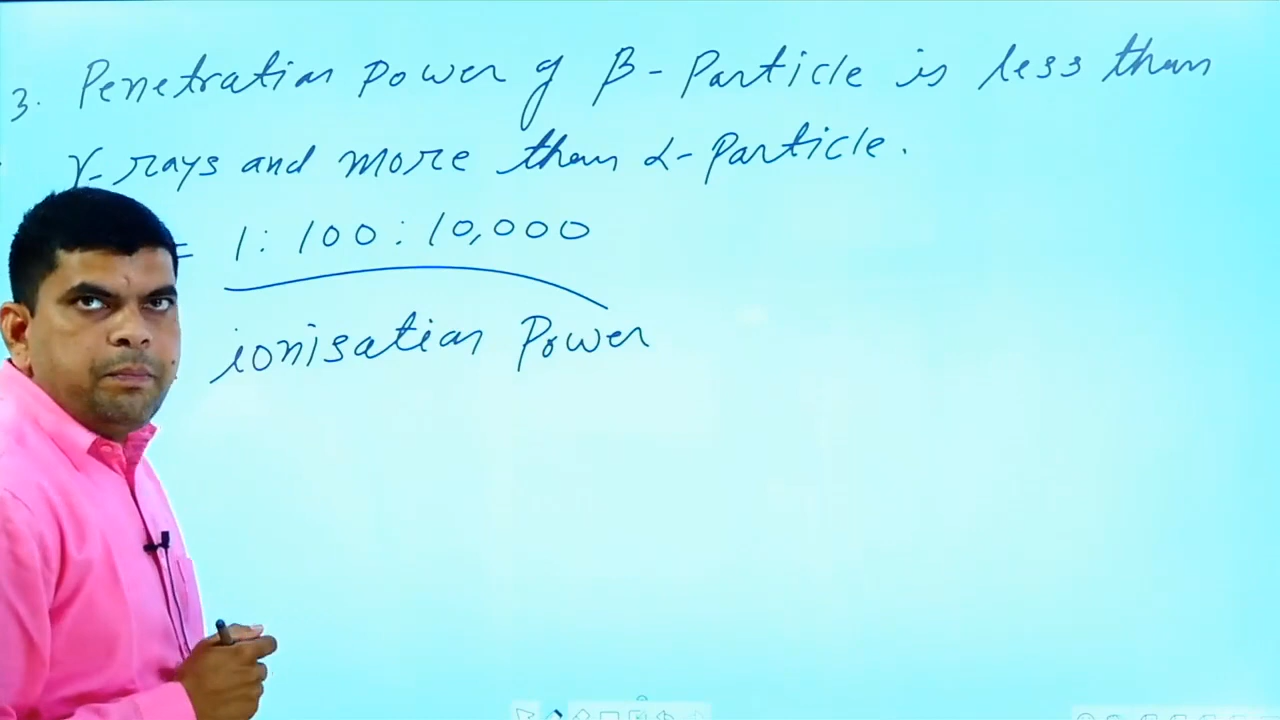 3. Penetration power of β-Particle is less than
γ-rays and more than α-Particle.
= 1: 100:10,000
ionisation Power